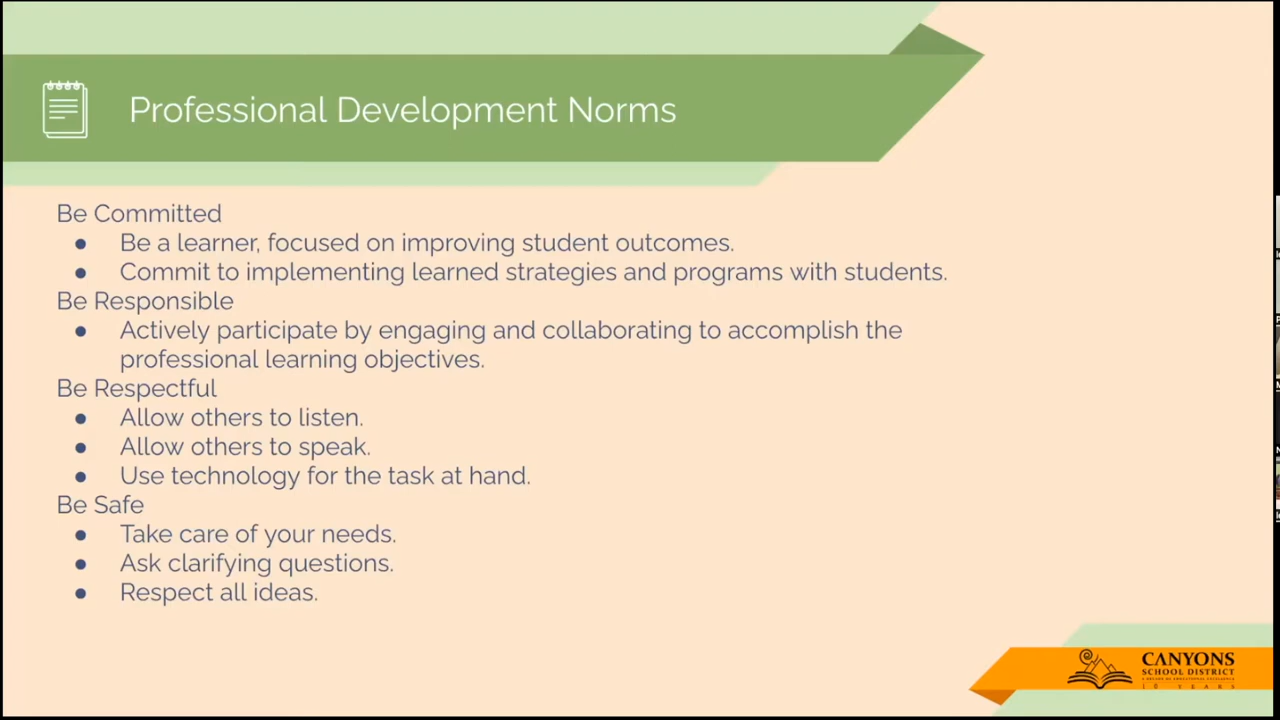 Professional Development Norms
Be Committed
● Be a learner, focused on improving student outcomes.
● Commit to implementing learned strategies and programs with students.
Be Responsible
● Actively participate by engaging and collaborating to accomplish the
professional learning objectives.
Be Respectful
● Allow others to listen.
● Allow others to speak.
● Use technology for the task at hand.
Be Safe
● Take care of your needs.
● Ask clarifying questions.
● Respect all ideas.
CANYONS
SCHOOL DISTRICT
10 YEARS